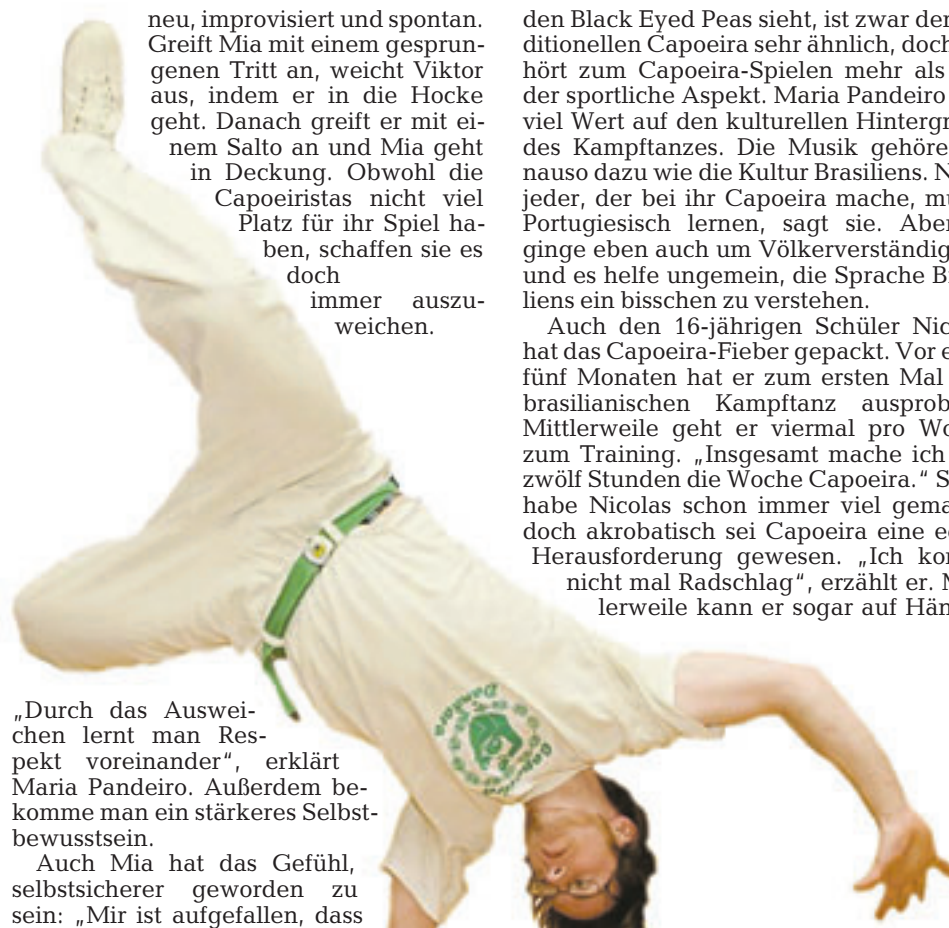 neu, improvisiert und spontan.
Greift Mia mit einem gesprun-
genen Tritt an, weicht Viktor
aus, indem er in die Hocke
geht. Danach greift er mit ei-
nem Salto an und Mia geht
in Deckung. Obwohl die
Capoeiristas nicht viel
Platz für ihr Spiel ha-
ben, schaffen sie es
doch
immer auszu-
weichen.
„Durch das Auswei-
chen lernt man Res-
pekt voreinander“, erklärt
Maria Pandeiro. Außerdem be-
komme man ein stärkeres Selbst-
bewusstsein.
Auch Mia hat das Gefühl,
selbstsicherer geworden zu
sein: „Mir ist aufgefallen, dass
den Black Eyed Peas sieht, ist zwar
ditionellen Capoeira sehr ähnlich, doch
hört zum Capoeira-Spielen mehr als
der sportliche Aspekt. Maria Pandeiro
viel Wert auf den kulturellen Hintergr
des Kampftanzes. Die Musik gehöre
nauso dazu wie die Kultur Brasiliens. N
jeder, der bei ihr Capoeira mache, mu
Portugiesisch lernen, sagt sie. Aber
ginge eben auch um Völkerverständig
und es helfe ungemein, die Sprache B
liens ein bisschen zu verstehen.
Auch den 16-jährigen Schüler Nic
hat das Capoeira-Fieber gepackt. Vor e
fünf Monaten hat er zum ersten Mal
brasilianischen Kampftanz ausprob
Mittlerweile geht er viermal pro Wo
zum Training. „Insgesamt mache ich
zwölf Stunden die Woche Capoeira.“ S
habe Nicolas schon immer viel gema
doch akrobatisch sei Capoeira eine e
Herausforderung gewesen. „Ich kon
nicht mal Radschlag“, erzählt er. M
lerweile kann er sogar auf Hän